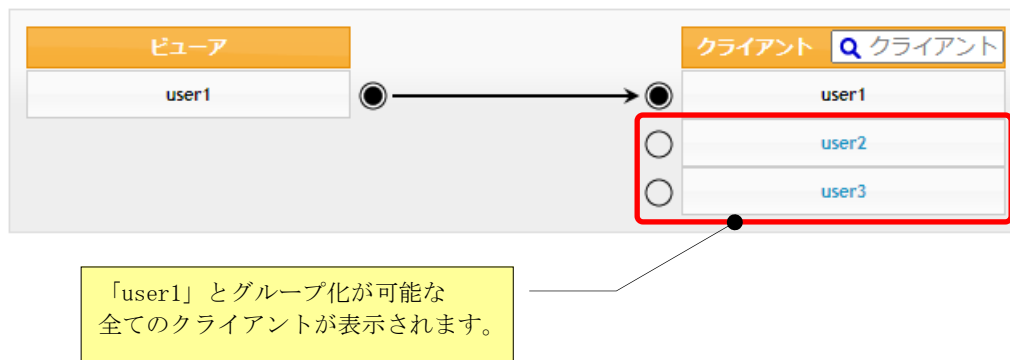 ビューア
クライアント
クライアント
user1
user1
user2
user3
「user1」とグループ化が可能な
全てのクライアントが表示されます。